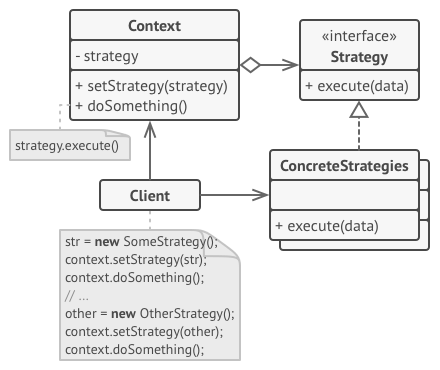 Context
- strategy
+ setStrategy(strategy)
+ doSomething()
«interface»
Strategy
+ execute(data)
strategy.execute()
Client
ConcreteStrategies
+ execute(data)
str = new SomeStrategy();
context.setStrategy(str);
context.doSomething();
// ...
other = new OtherStrategy();
context.setStrategy(other);
context.doSomething();